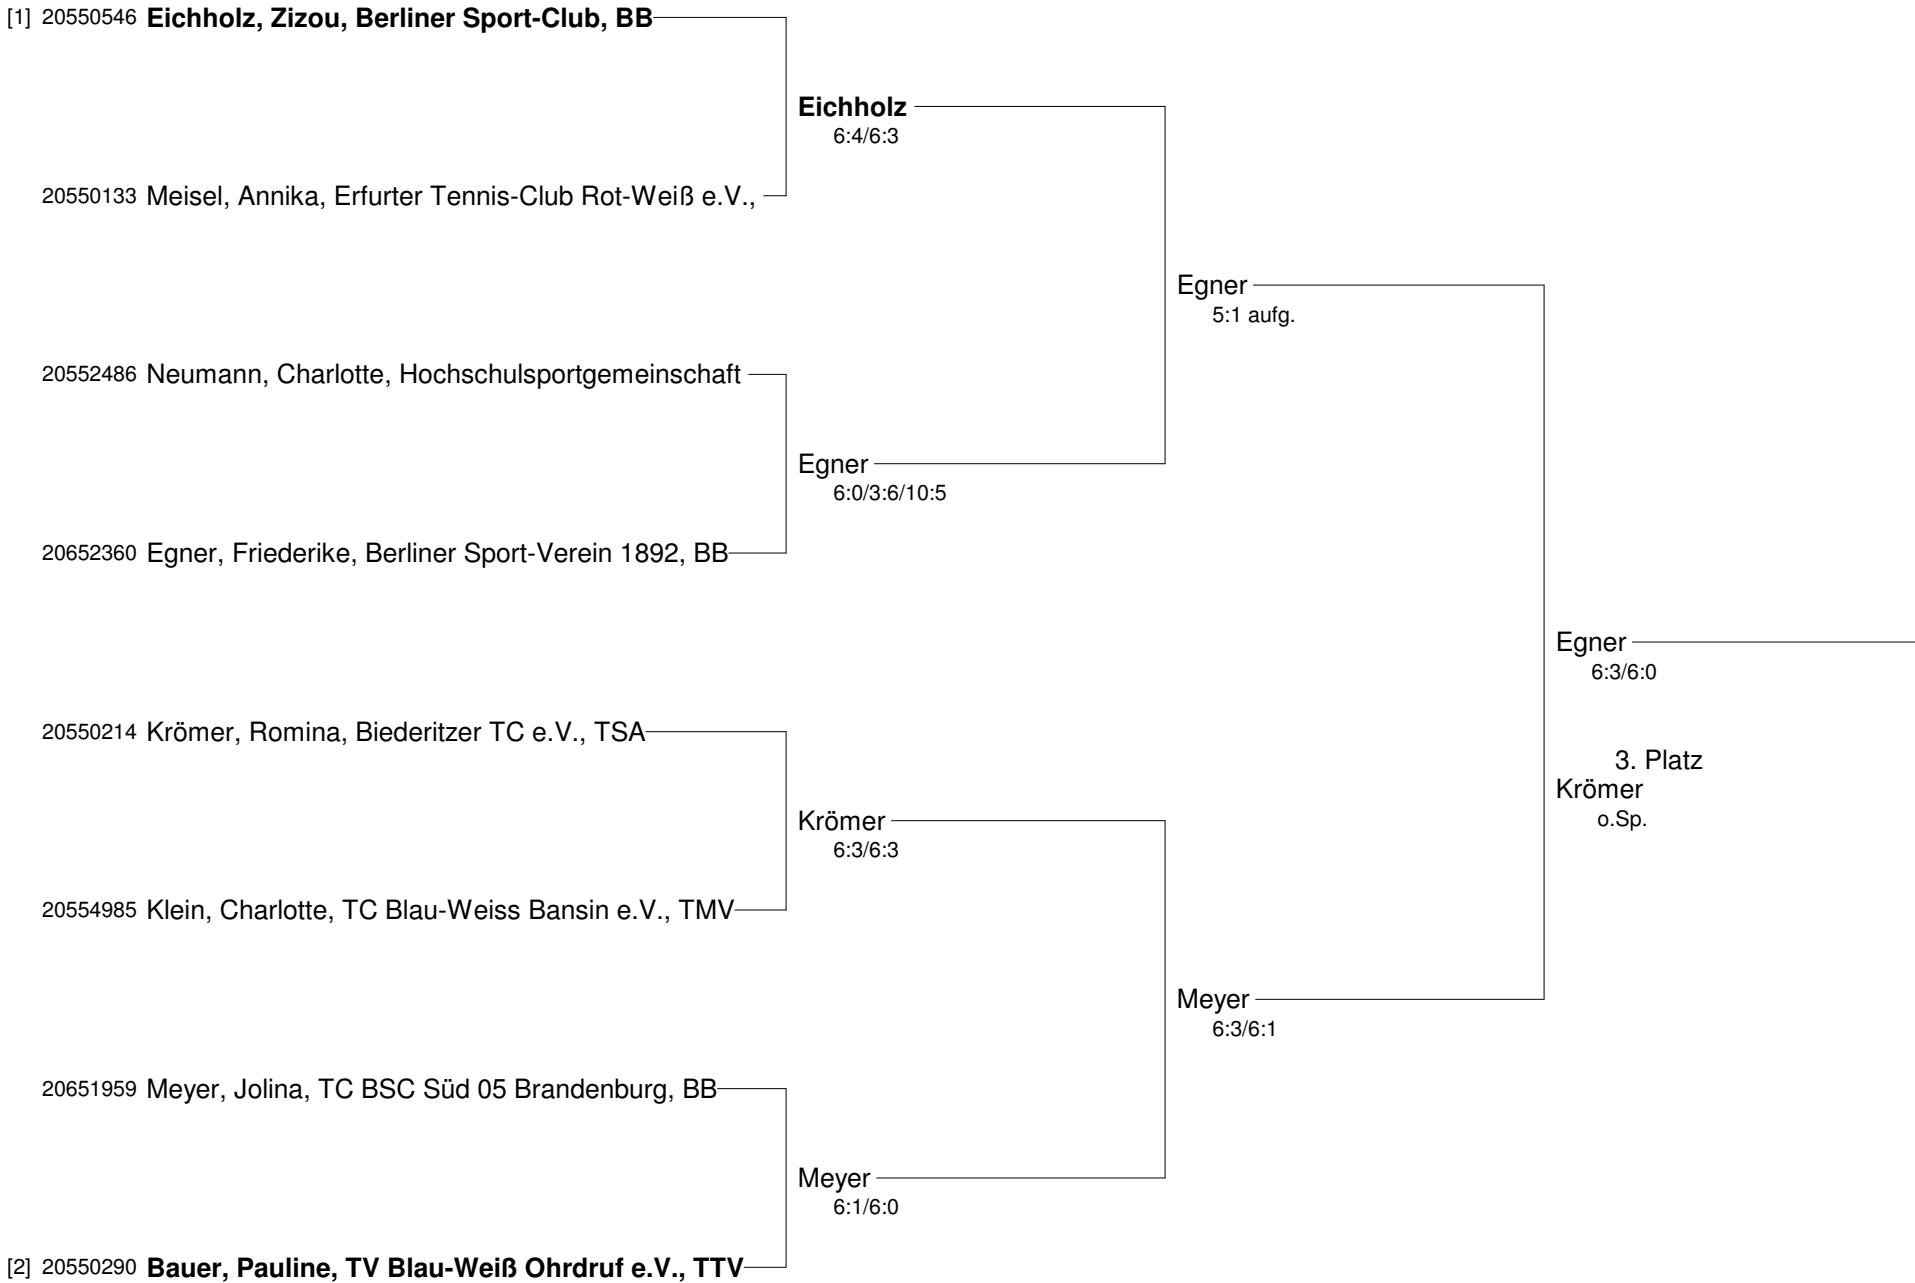 [1] 20550546 Eichholz, Zizou, Berliner Sport-Club, BB
Eichholz
6:4/6:3
20550133 Meisel, Annika, Erfurter Tennis-Club Rot-Weiß e.V.,
Egner
5:1 aufg.
20552486 Neumann, Charlotte, Hochschulsportgemeinschaft
Egner
6:0/3:6/10:5
20652360 Egner, Friederike, Berliner Sport-Verein 1892, BB
Egner
6:3/6:0
20550214 Krömer, Romina, Biederitzer TC e.V., TSA
3. Platz
Krömer
o.Sp.
Krömer
6:3/6:3
20554985 Klein, Charlotte, TC Blau-Weiss Bansin e.V., TMV
Meyer
6:3/6:1
20651959 Meyer, Jolina, TC BSC Süd 05 Brandenburg, BB
Meyer
6:1/6:0
[2] 20550290 Bauer, Pauline, TV Blau-Weiß Ohrdruf e.V., TTV